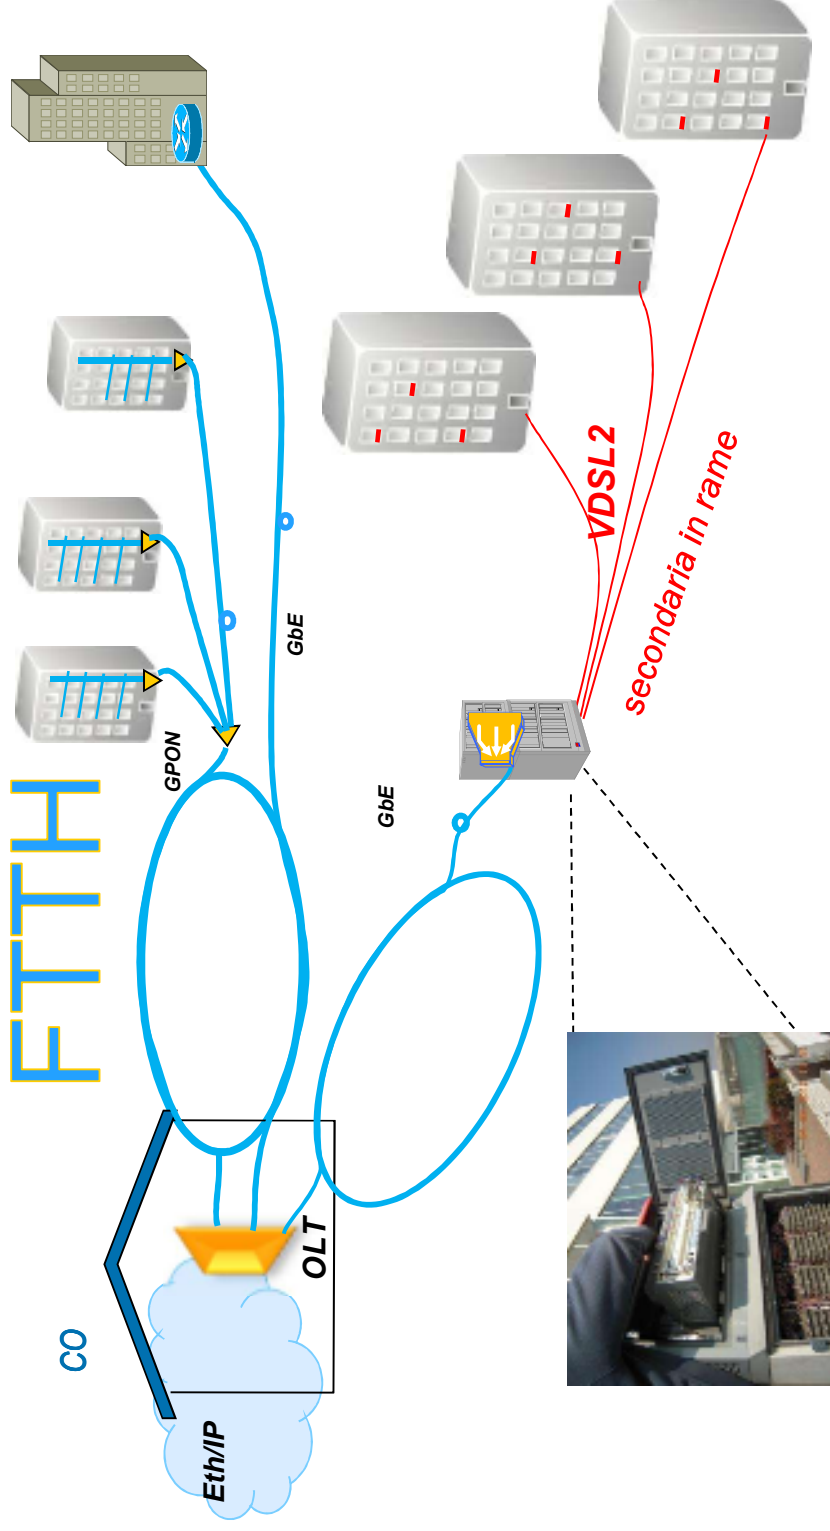 FTTH
CO
Eth/IP
OLT
GPON
GbE
GbE
VDSL2
secondaria in rame